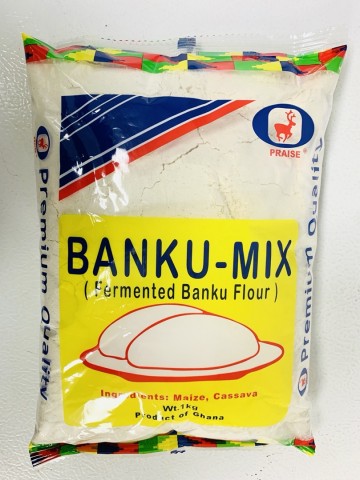 PRAISE
BANKU-MIX
( Fermented Banku Flour )
Ingredients: Maize, Cassava
Wt.1kg
Product of Ghana
Premium Quality
Premium Quality